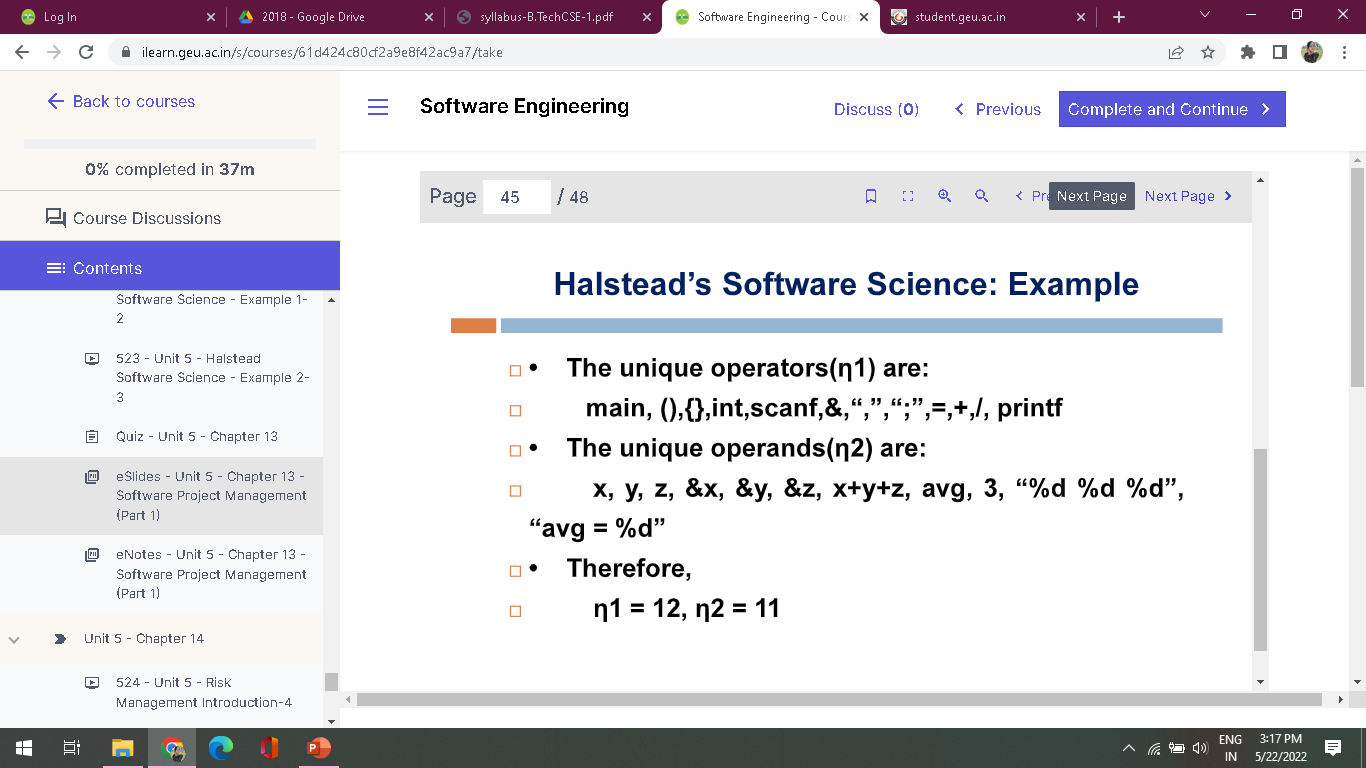 Log In
2018 - Google Drive
syllabus-B.TechCSE-1.pdf
Software Engineering - Cour
student.geu.ac.in
ilearn.geu.ac.in/s/courses/61d424c80cf2a9e8f42ac9a7/take
Back to courses
0% completed in 37m
Course Discussions
Contents
Software Science - Example 1-
2
523 - Unit 5 - Halstead
Software Science - Example 2-
3
Quiz - Unit 5 - Chapter 13
eSlides - Unit 5 - Chapter 13 -
Software Project Management
(Part 1)
eNotes - Unit 5 - Chapter 13 -
Software Project Management
(Part 1)
Unit 5 - Chapter 14
524 - Unit 5 - Risk
Management Introduction-4
Software Engineering
Discuss (0)
Previous
Complete and Continue
Page 45 / 48
Pre
Next Page
Next Page
Halstead’s Software Science: Example
• The unique operators(η1) are:
main, (),{},int,scanf,&,“,”,“;”,=,+,/, printf
• The unique operands(η2) are:
x, y, z, &x, &y, &z, x+y+z, avg, 3, “%d %d %d”,
“avg = %d”
• Therefore,
η1 = 12, η2 = 11
ENG
IN
3:17 PM
5/22/2022